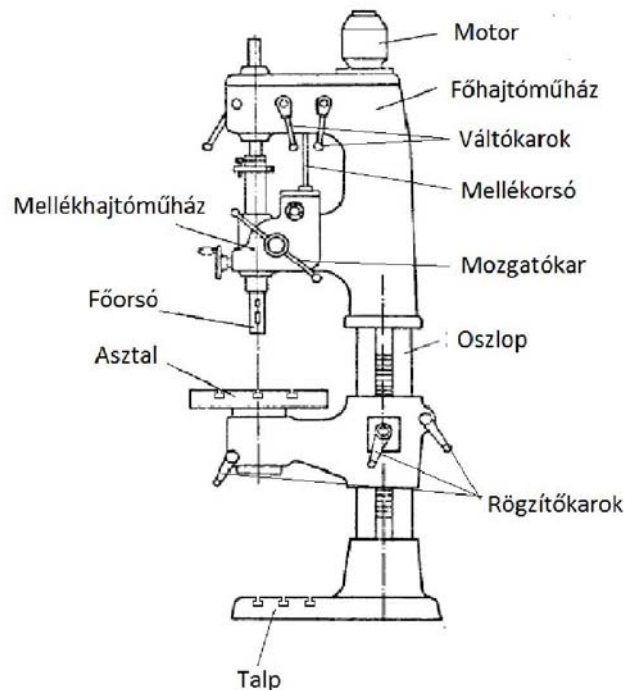 Motor
Főhajtóműház
Váltókarok
Mellékorsó
Mellékhajtóműház
Mozgatókar
Főorsó
Oszlop
Asztal
Rögzítőkarok
Talp